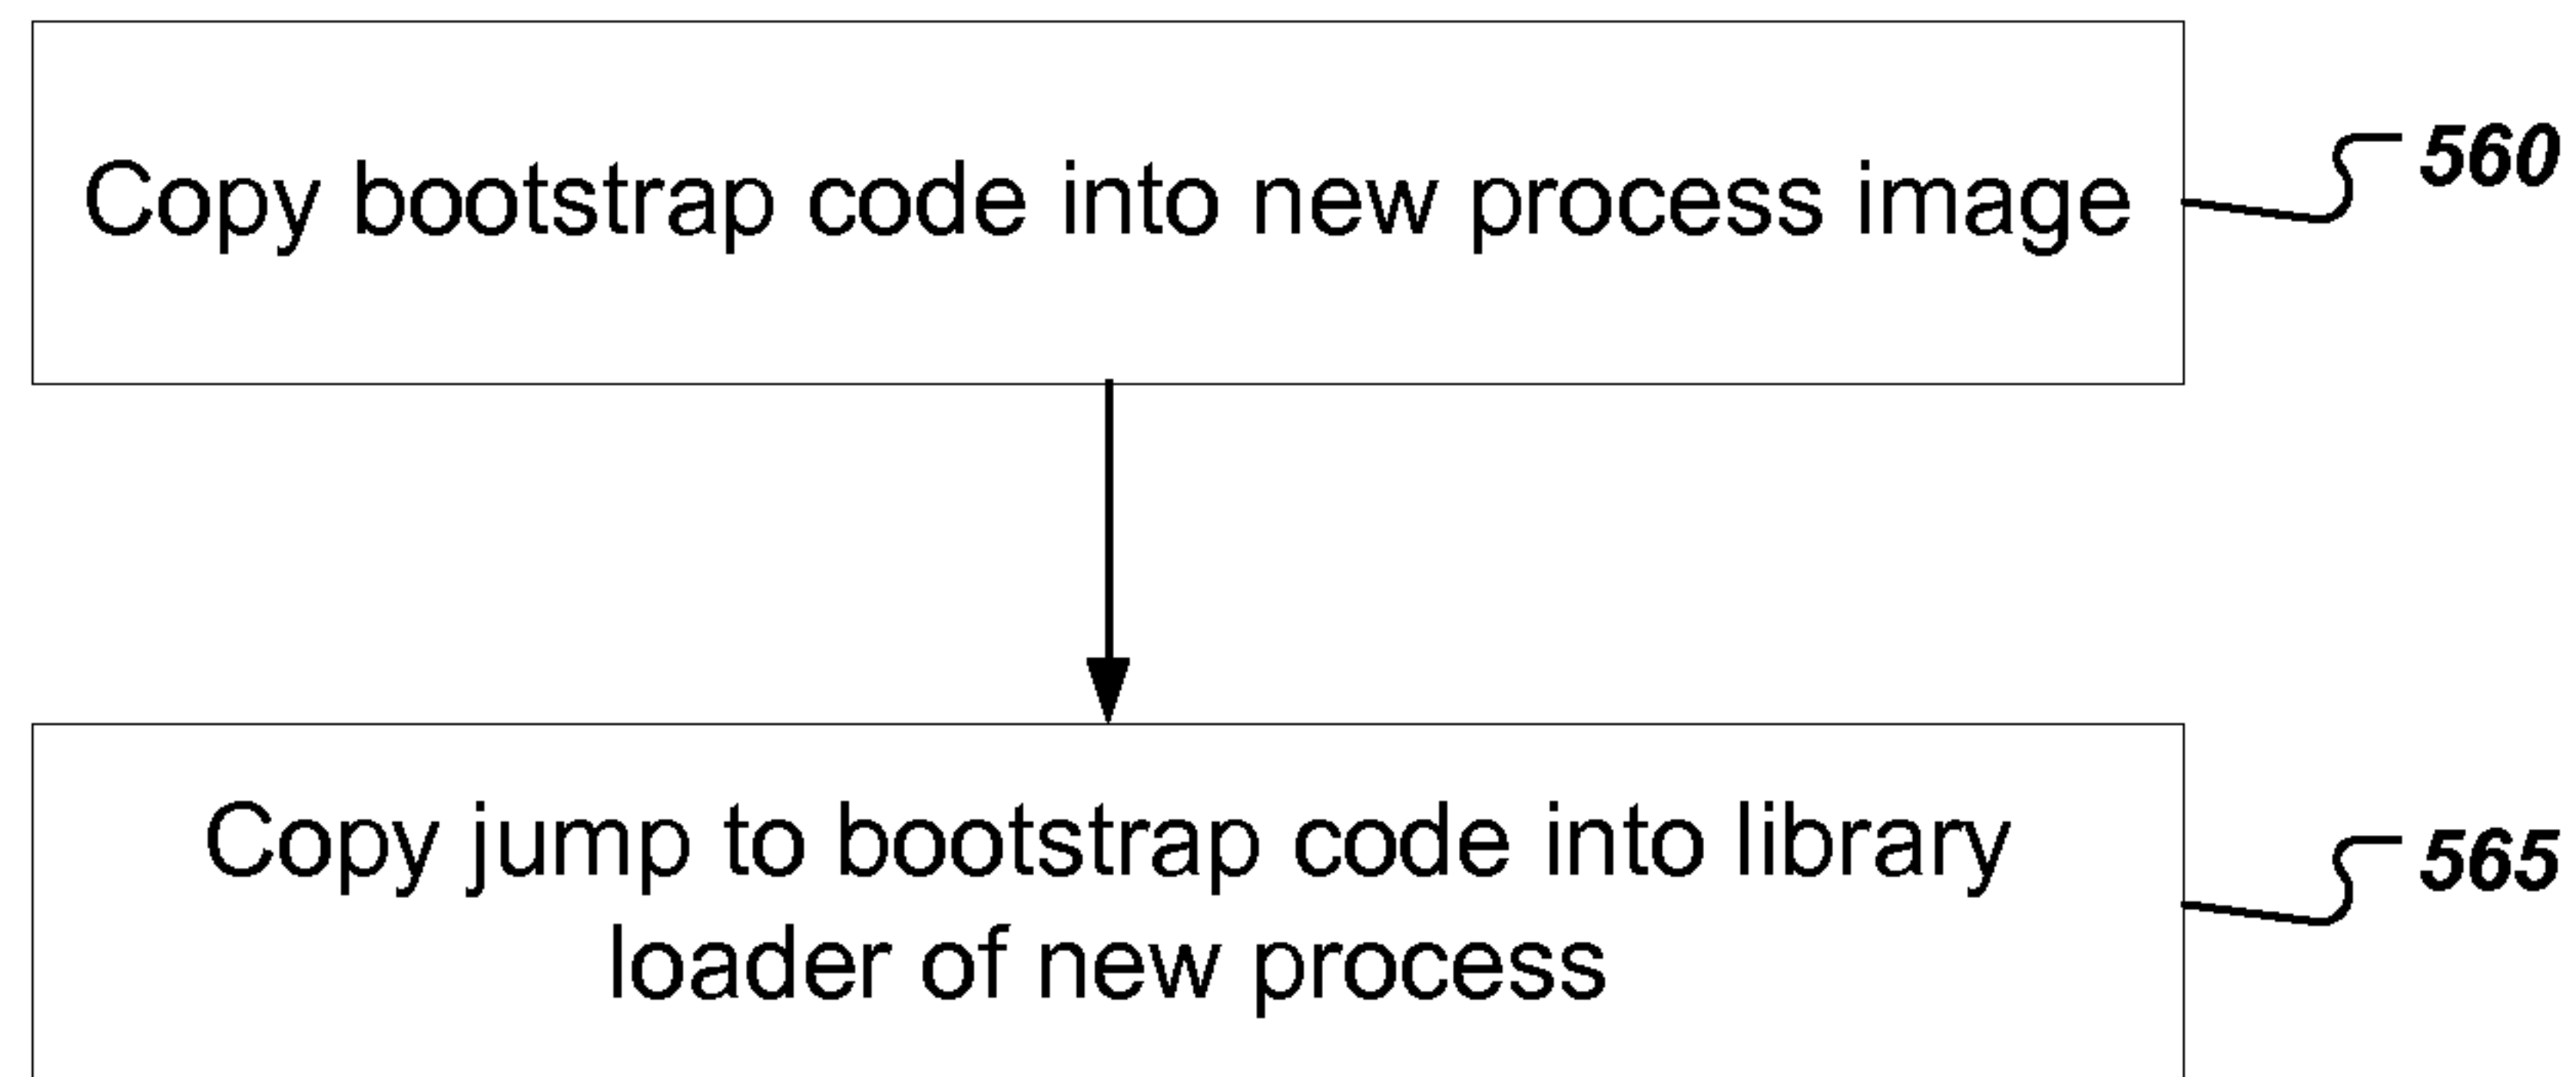 Copy bootstrap code into new process image
560
Copy jump to bootstrap code into library
loader of new process
565